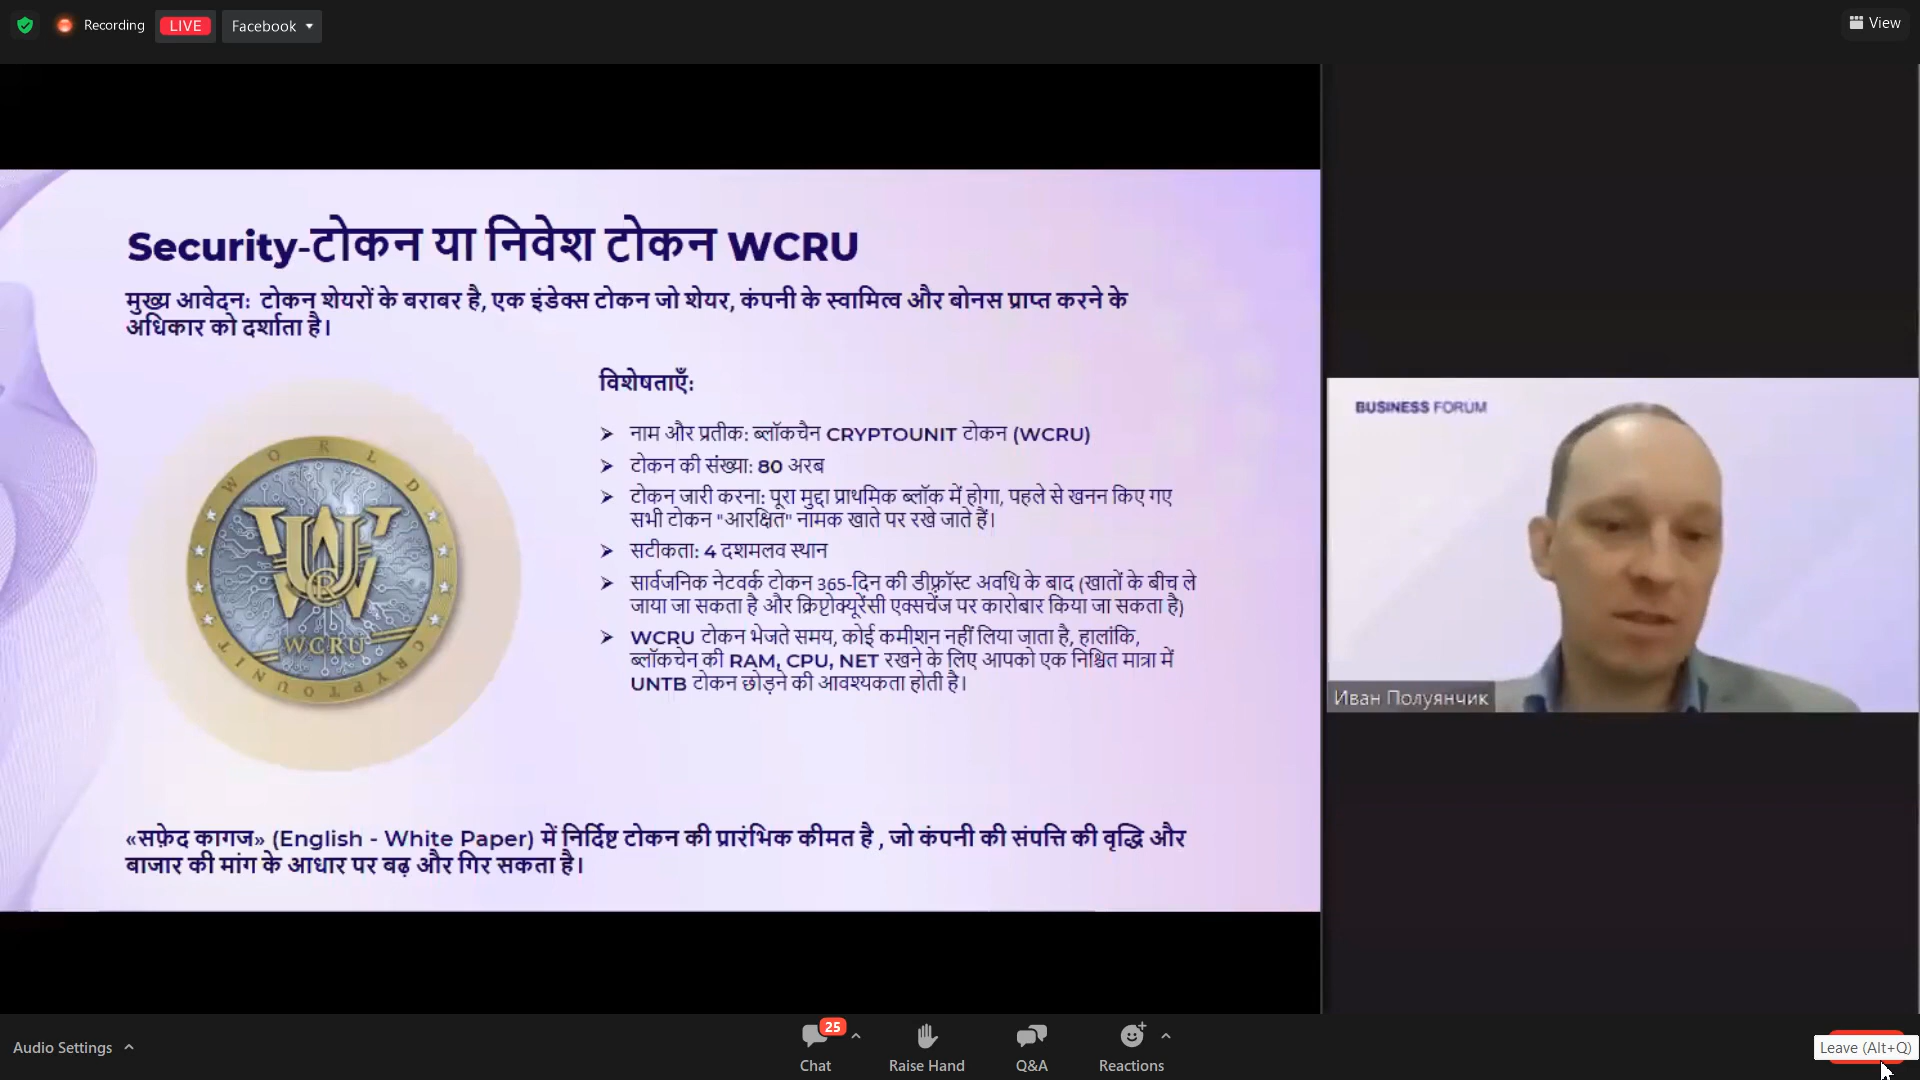 Recording LIVE Facebook
View
Security-टोकन या निवेश टोकन WCRU
मुख्य आवेदन: टोकन शेयरों के बराबर है, एक इंडेक्स टोकन जो शेयर, कंपनी के स्वामित्व और बोनस प्राप्त करने के
अधिकार को दर्शाता है।
विशेषताएँ:
➢ नाम और प्रतीक: ब्लॉकचैन CRYPTOUNIT टोकन (WCRU)
➢ टोकन की संख्या: 80 अरब
➢ टोकन जारी करना: पूरा मुद्दा प्राथमिक ब्लॉक में होगा, पहले से खनन किए गए
सभी टोकन "आरक्षित" नामक खाते पर रखे जाते हैं।
➢ सटीकता: 4 दशमलव स्थान
➢ सार्वजनिक नेटवर्क टोकन 365-दिन की डीफ़्रॉस्ट अवधि के बाद (खातों के बीच ले
जाया जा सकता है और क्रिप्टोक्यूरेंसी एक्सचेंज पर कारोबार किया जा सकता है)
➢ WCRU टोकन भेजते समय, कोई कमीशन नहीं लिया जाता है, हालांकि,
ब्लॉकचेन की RAM, CPU, NET रखने के लिए आपको एक निश्चित मात्रा में
UNTB टोकन छोड़ने की आवश्यकता होती है।
WORLD
WCRU
CRYPTOUNIT
«सफ़ेद कागज» (English - White Paper) में निर्दिष्ट टोकन की प्रारंभिक कीमत है , जो कंपनी की संपत्ति की वृद्धि और
बाजार की मांग के आधार पर बढ़ और गिर सकता है।
BUSINESS FORUM
Иван Полуянчик
Audio Settings
25
Chat
Raise Hand
Q&A
Reactions
Leave (Alt+Q)